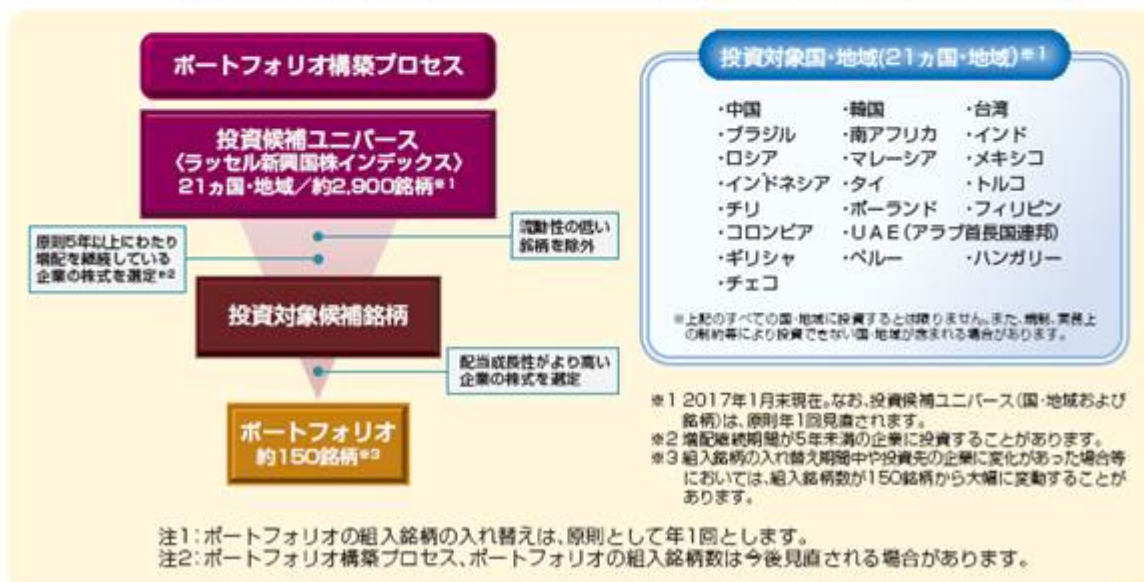 ポートフォリオ構築プロセス
投資候補ユニバース
〈ラッセル新興国株インデックス〉
21ヵ国・地域／約2,900銘柄※1
流動性の低い
銘柄を除外
原則5年以上にわたり
増配を継続している
企業の株式を選定※2
投資対象候補銘柄
配当成長性がより高い
企業の株式を選定
ポートフォリオ
約150銘柄※3
投資対象国・地域(21ヵ国・地域)※1
・中国 ・韓国 ・台湾
・ブラジル ・南アフリカ ・インド
・ロシア ・マレーシア ・メキシコ
・インドネシア ・タイ ・トルコ
・チリ ・ポーランド ・フィリピン
・コロンビア ・UAE（アラブ首長国連邦）
・ギリシャ ・ペルー ・ハンガリー
・チェコ
※上記のすべての国・地域に投資するとは限りません。また、規制、実務上
の制約等により投資できない国・地域が含まれる場合があります。
※1 2017年1月末現在。なお、投資候補ユニバース（国・地域および
銘柄）は、原則年1回見直されます。
※2 増配継続期間が5年未満の企業に投資することがあります。
※3 組入銘柄の入れ替え期間中や投資先の企業に変化があった場合等
においては、組入銘柄数が150銘柄から大幅に変動することが
あります。
注1：ポートフォリオの組入銘柄の入れ替えは、原則として年1回とします。
注2：ポートフォリオ構築プロセス、ポートフォリオの組入銘柄数は今後見直される場合があります。